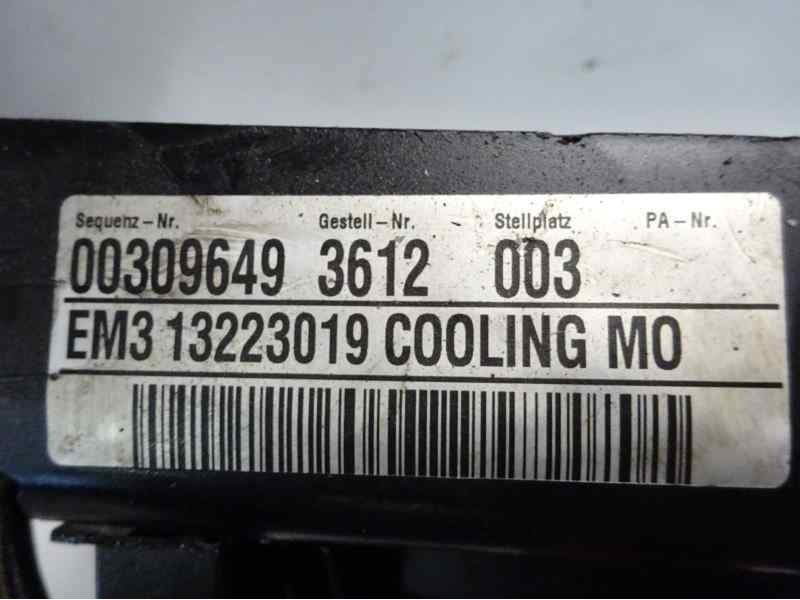 Sequenz-Nr. Gestell-Nr. Stellplatz PA-Nr.
00309649 3612 003
EM3 13223019 COOLING MO